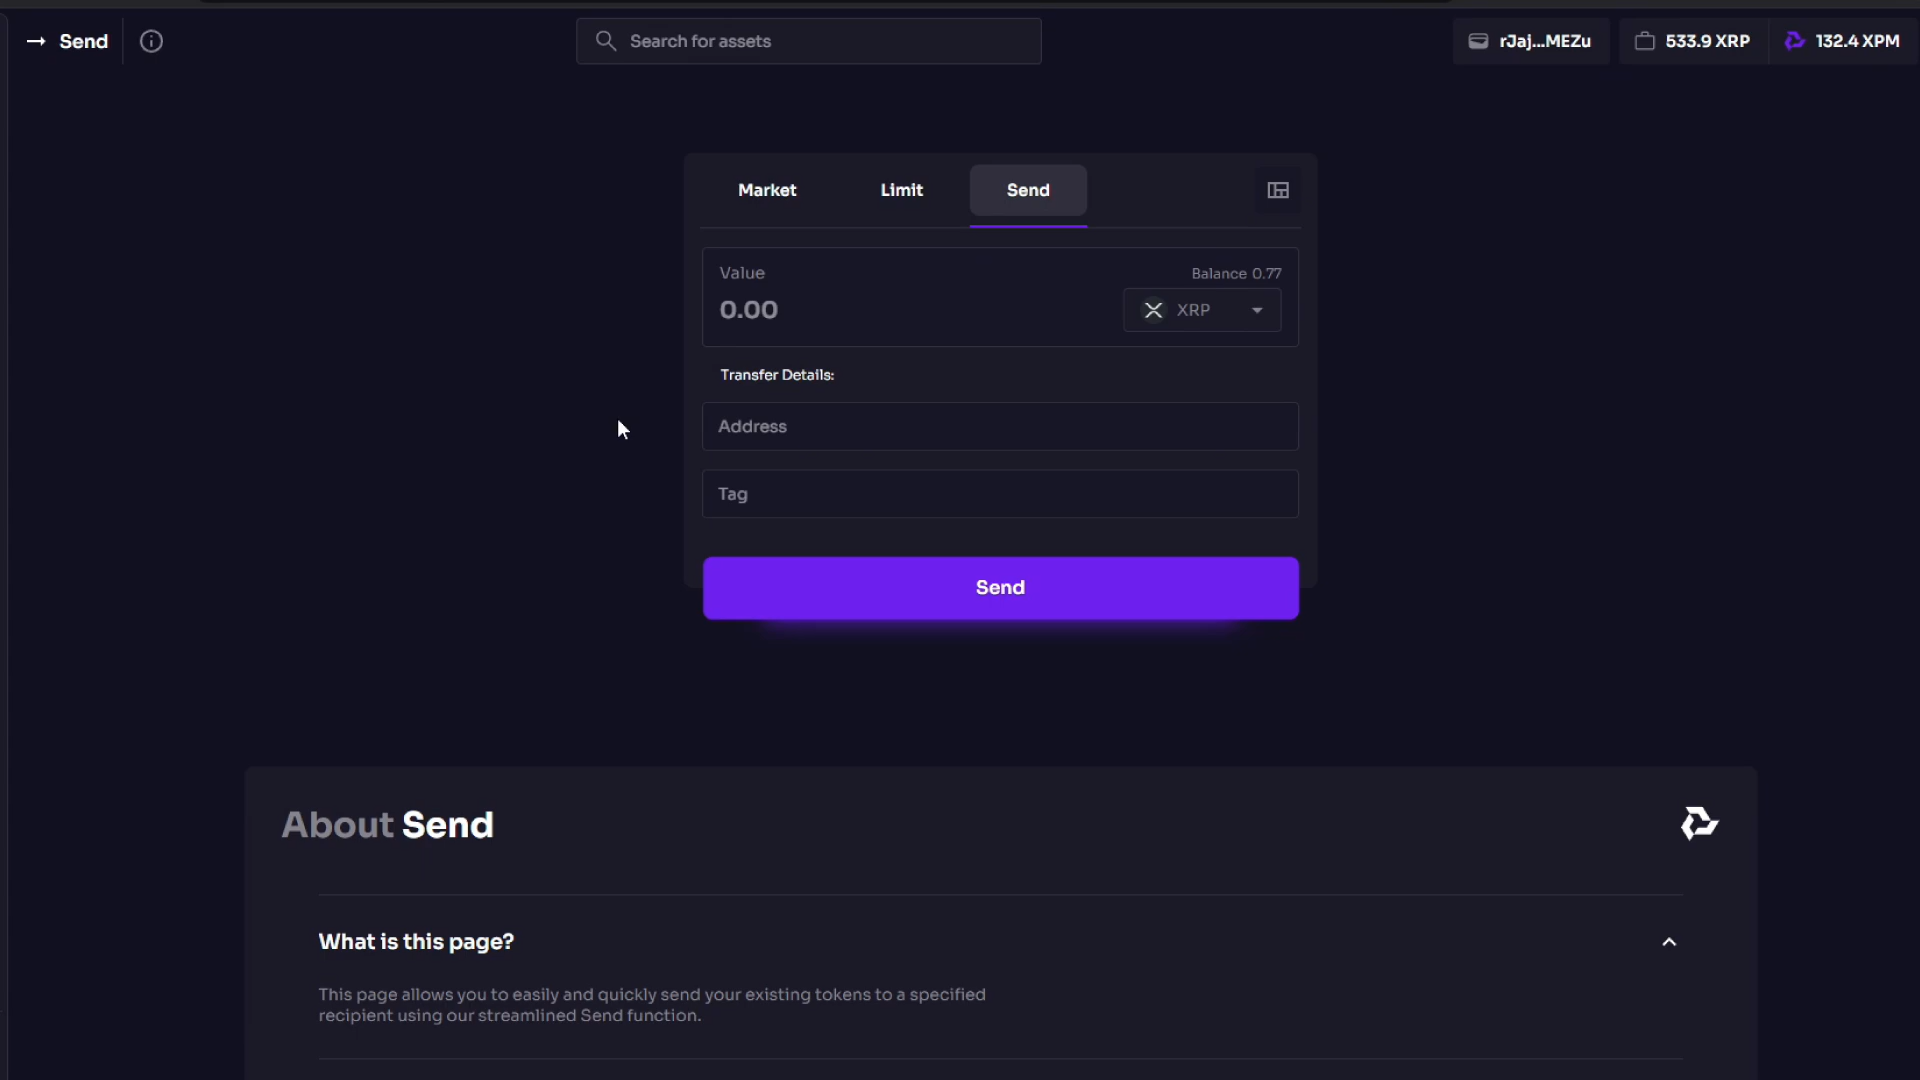 Send
Search for assets
rJaj...MEZu
533.9 XRP
132.4 XPM
Market
Limit
Send
Value
Balance 0.77
0.00
XRP
Transfer Details:
Address
Tag
Send
About Send
What is this page?
This page allows you to easily and quickly send your existing tokens to a specified
recipient using our streamlined Send function.